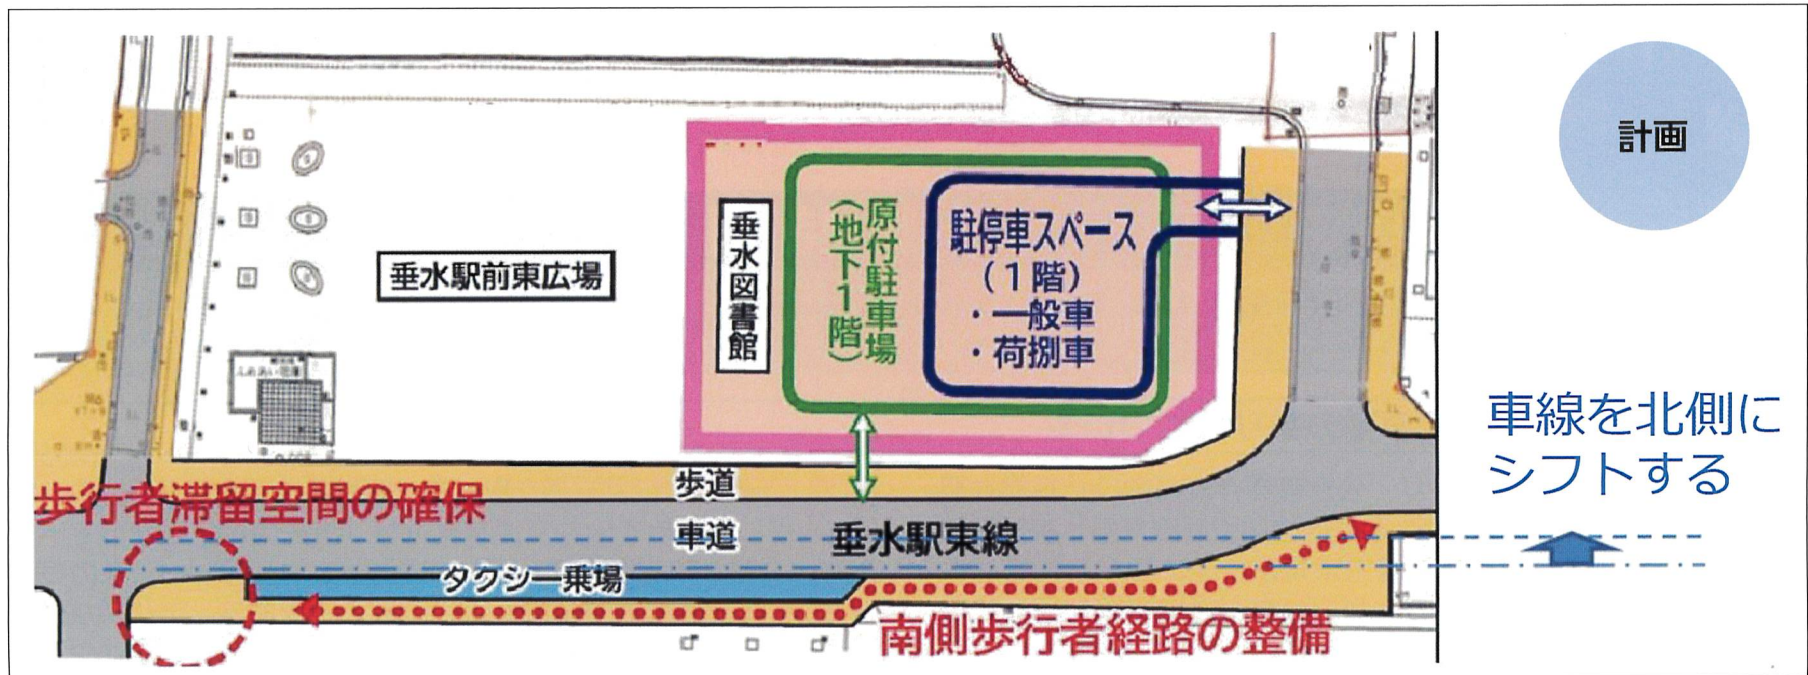 計画
垂水駅前東広場
垂水図書館
原付駐車場
（地下1階）
駐停車スペース
（1階）
・一般車
・荷捌車
車線を北側に
シフトする
歩道
歩行者滞留空間の確保
車道
垂水駅東線
タクシー乗場
南側歩行者経路の整備